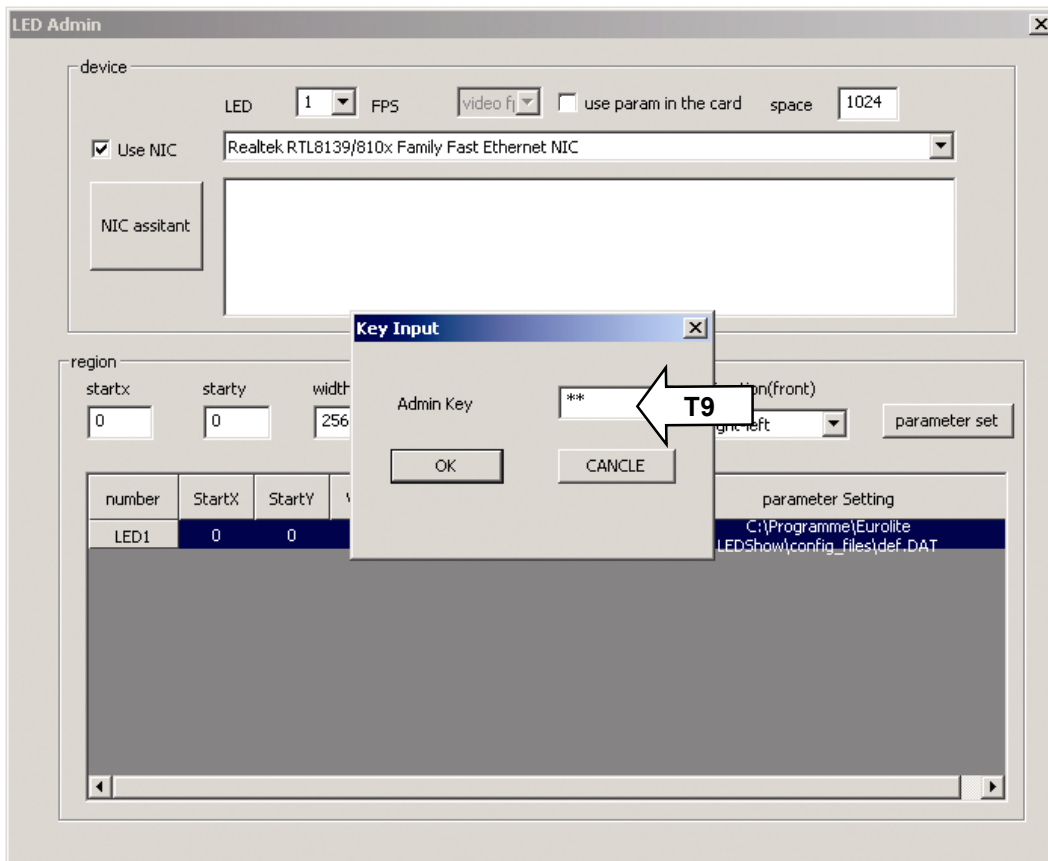 LED Admin
device
LED 1 FPS video f use param in the card space 1024
Use NIC Realtek RTL8139/810x Family Fast Ethernet NIC
NIC assitant
Key Input
Admin Key ** T9
OK CANCLE
region
startx starty width (front)
0 0 256 left parameter set
number StartX StartY parameter Setting
LED1 0 0 C:\Programme\Eurolite
LEDShow\config_files\def.DAT